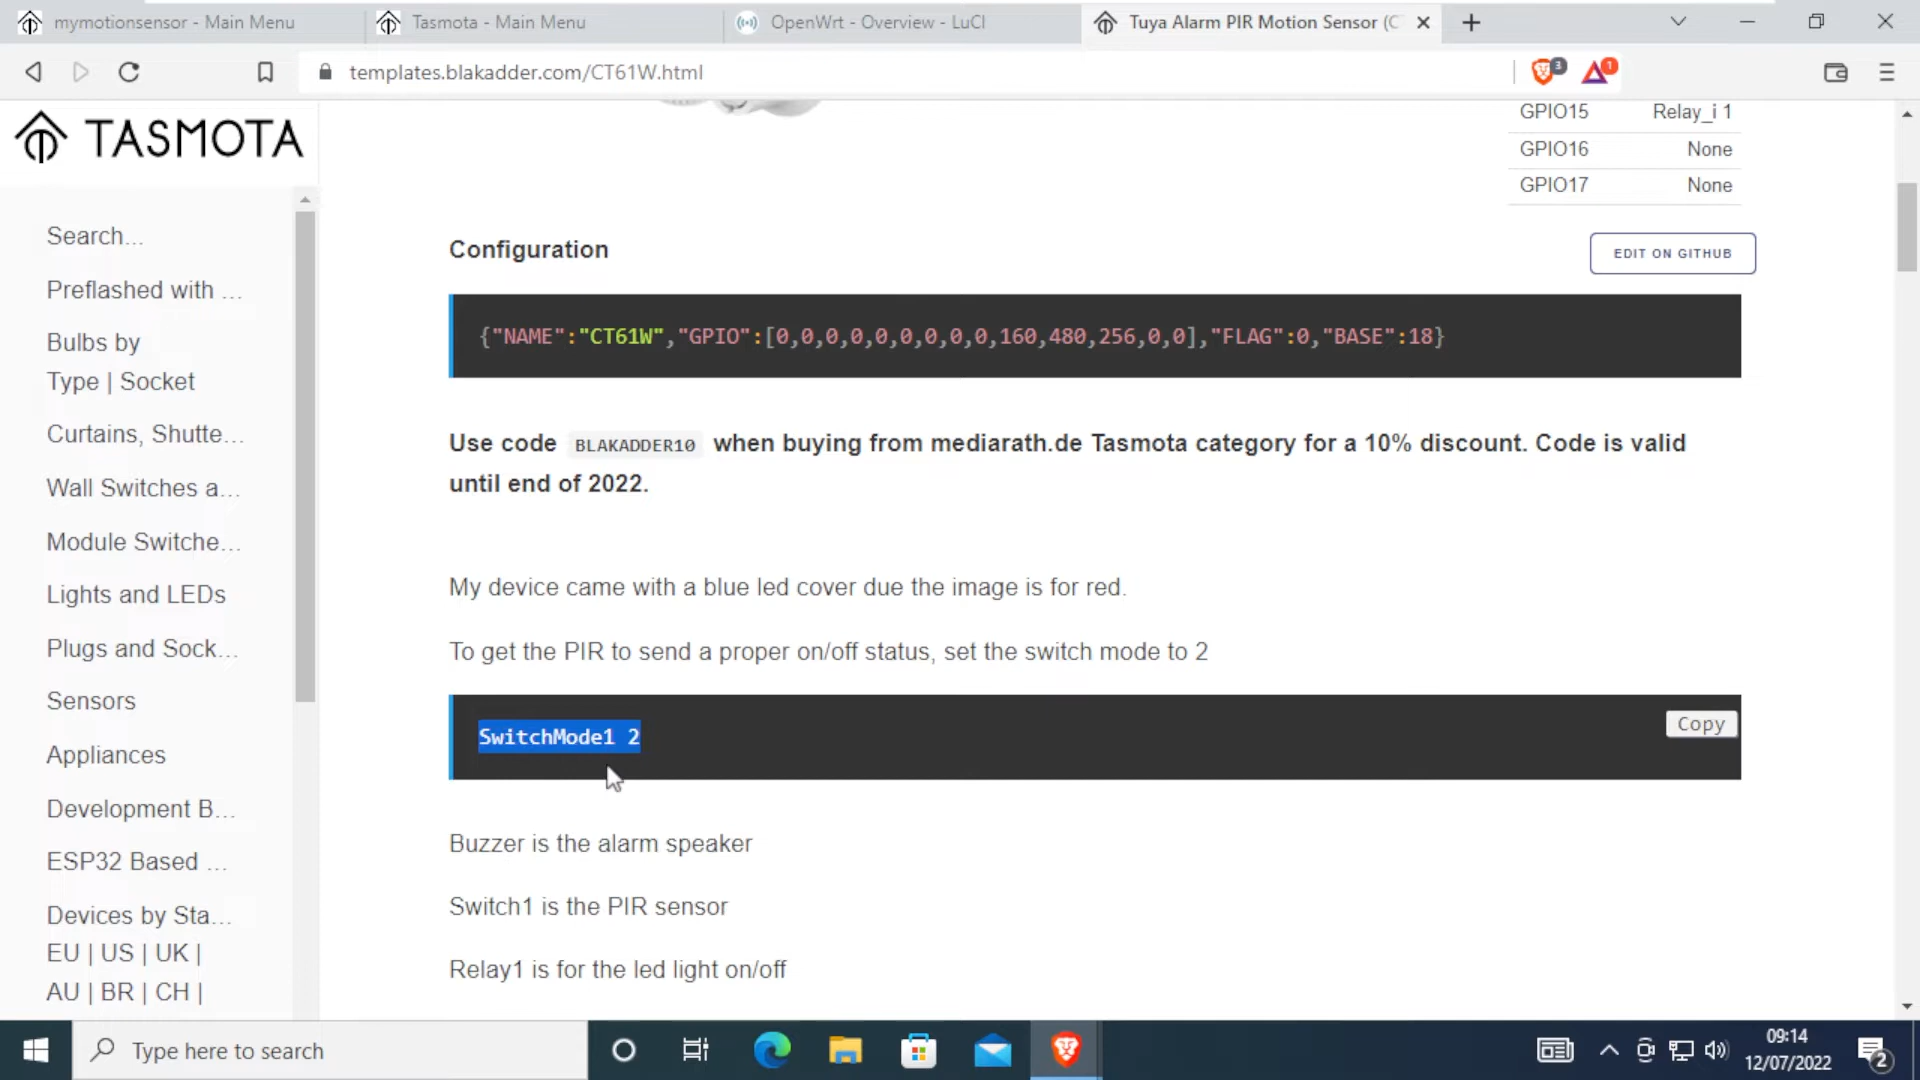 mymotionsensor - Main Menu
Tasmota - Main Menu
OpenWrt - Overview - LuCI
Tuya Alarm PIR Motion Sensor (C
templates.blakadder.com/CT61W.html
3
1
TASMOTA
Search...
Preflashed with ...
Bulbs by
Type | Socket
Curtains, Shutte...
Wall Switches a...
Module Switche...
Lights and LEDs
Plugs and Sock...
Sensors
Appliances
Development B...
ESP32 Based ...
Devices by Sta...
EU | US | UK |
AU | BR | CH |
GPIO15 Relay_i 1
GPIO16 None
GPIO17 None
Configuration
EDIT ON GITHUB
{"NAME":"CT61W","GPIO":[0,0,0,0,0,0,0,0,0,160,480,256,0,0],"FLAG":0,"BASE":18}
Use code BLAKADDER10 when buying from mediarath.de Tasmota category for a 10% discount. Code is valid
until end of 2022.
My device came with a blue led cover due the image is for red.
To get the PIR to send a proper on/off status, set the switch mode to 2
SwitchMode1 2
Copy
Buzzer is the alarm speaker
Switch1 is the PIR sensor
Relay1 is for the led light on/off
Type here to search
09:14
12/07/2022
2